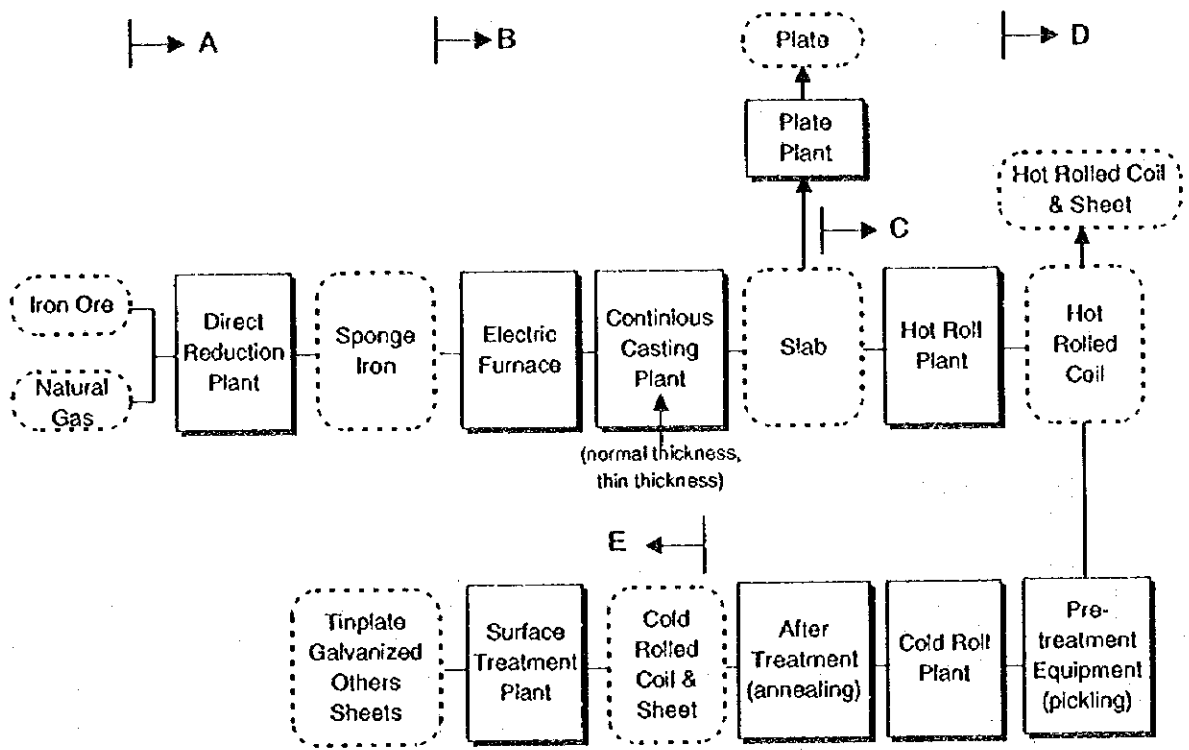 A
B
Plate
D
Plate
Plant
Hot Rolled Coil
& Sheet
C
Iron Ore
Natural
Gas
Direct
Reduction
Plant
Sponge
Iron
Electric
Furnace
Continious
Casting
Plant
(normal thickness,
thin thickness)
Slab
Hot Roll
Plant
Hot
Rolled
Coil
E
Tinplate
Galvanized
Others
Sheets
Surface
Treatment
Plant
Cold
Rolled
Coil &
Sheet
After
Treatment
(annealing)
Cold Roll
Plant
Pre-
treatment
Equipment
(pickling)